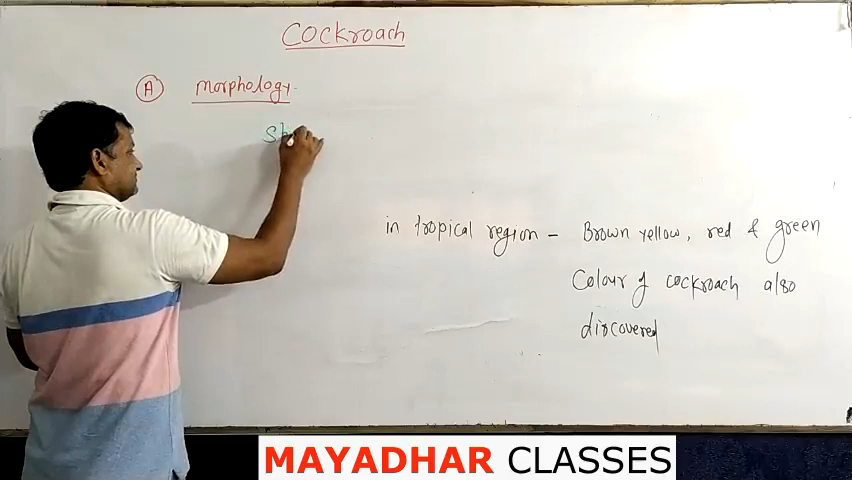 Cockroach
A morphology.
Sh
in tropical region - Brown yellow, red & green
Colour of cockroach also
discovered
MAYADHAR CLASSES